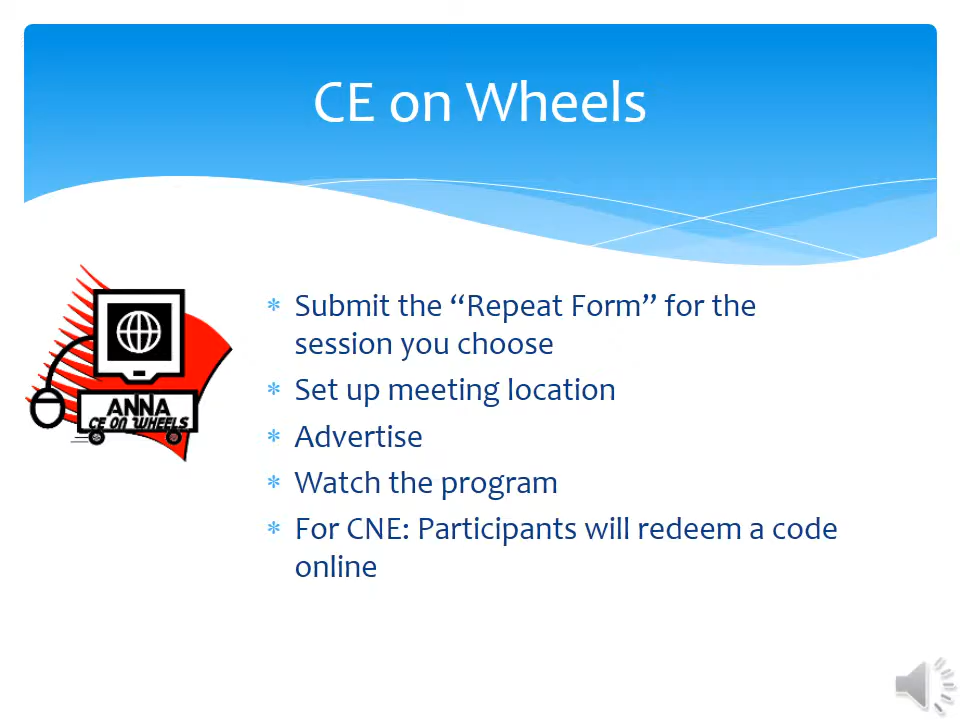 CE on Wheels
ANNA
CE ON WHEELS
* Submit the “Repeat Form” for the
session you choose
* Set up meeting location
* Advertise
* Watch the program
* For CNE: Participants will redeem a code
online